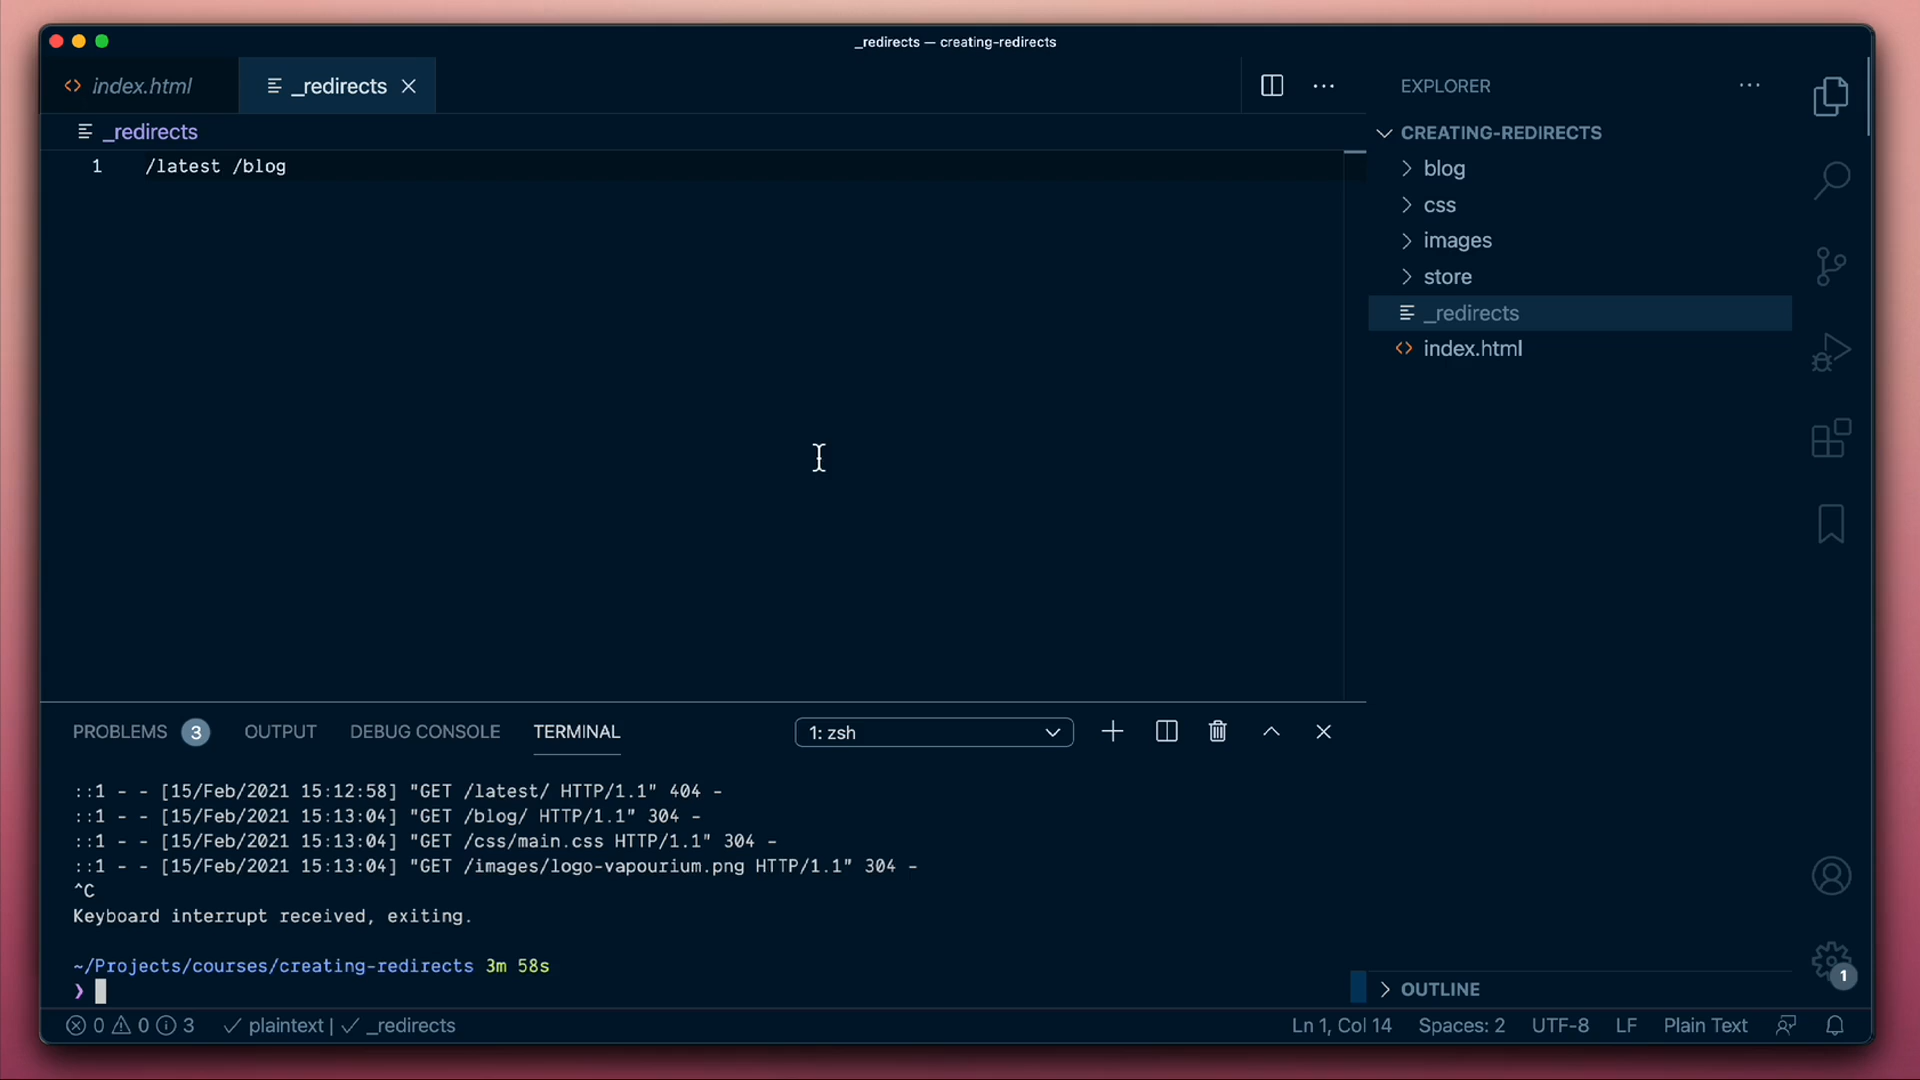 _redirects — creating-redirects
index.html
_redirects
_redirects
1 /latest /blog
EXPLORER
CREATING-REDIRECTS
blog
css
images
store
_redirects
index.html
PROBLEMS 3 OUTPUT DEBUG CONSOLE TERMINAL 1: zsh
::1 - - [15/Feb/2021 15:12:58] "GET /latest/ HTTP/1.1" 404 -
::1 - - [15/Feb/2021 15:13:04] "GET /blog/ HTTP/1.1" 304 -
::1 - - [15/Feb/2021 15:13:04] "GET /css/main.css HTTP/1.1" 304 -
::1 - - [15/Feb/2021 15:13:04] "GET /images/logo-vapourium.png HTTP/1.1" 304 -
^C
Keyboard interrupt received, exiting.
~/Projects/courses/creating-redirects 3m 58s
❯
OUTLINE
1
0 0 3 ✓ plaintext | ✓ _redirects Ln 1, Col 14 Spaces: 2 UTF-8 LF Plain Text